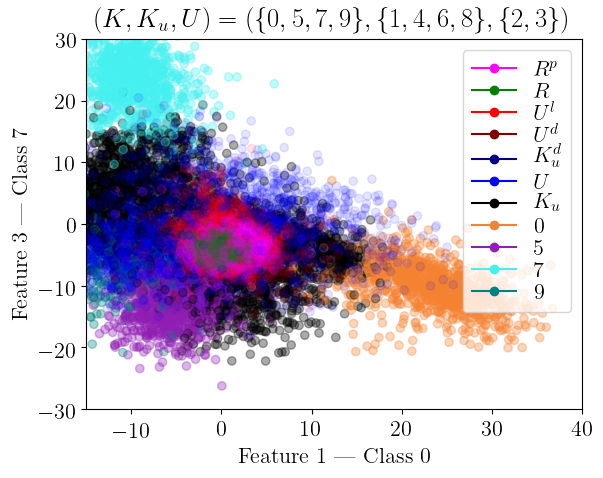 (K, K_u, U) = ({0, 5, 7, 9}, {1, 4, 6, 8}, {2, 3})
30
20
10
0
−10
−20
−30
Feature 3 — Class 7
R^p
R
U^l
U^d
K_u^d
U
K_u
0
5
7
9
−10
0
10
20
30
40
Feature 1 — Class 0